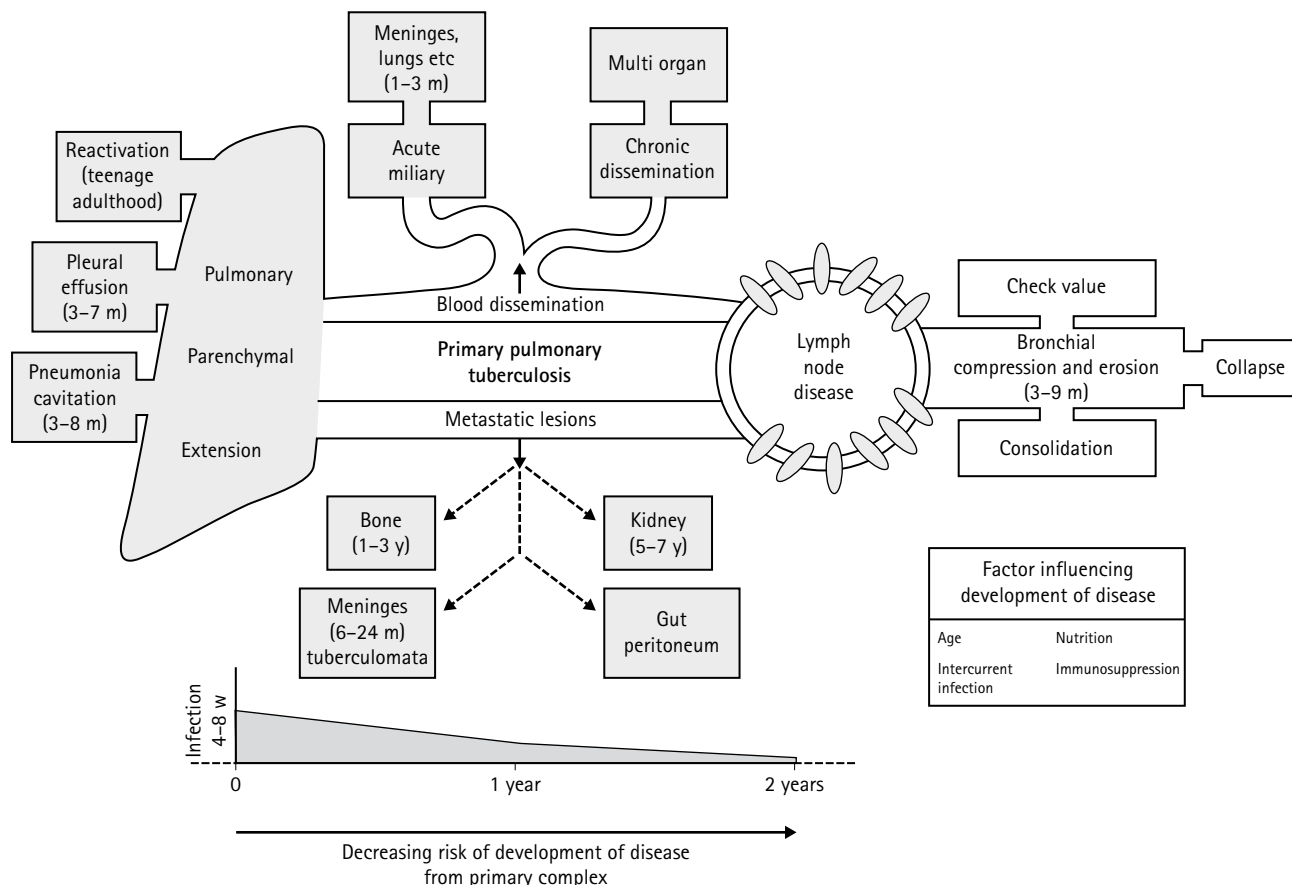 Meninges,
lungs etc
(1–3 m)
Multi organ
Reactivation
(teenage
adulthood)
Acute
miliary
Chronic
dissemination
Pleural
effusion
(3–7 m)
Pulmonary
Blood dissemination
Check value
Pneumonia
cavitation
(3–8 m)
Parenchymal
Primary pulmonary
tuberculosis
Lymph
node
disease
Bronchial
compression and erosion
(3–9 m)
Collapse
Extension
Metastatic lesions
Consolidation
Bone
(1–3 y)
Kidney
(5–7 y)
Meninges
(6–24 m)
tuberculomata
Gut
peritoneum
Factor influencing
development of disease
Age
Nutrition
Intercurrent
infection
Immunosuppression
Infection
4–8 w
0
1 year
2 years
Decreasing risk of development of disease
from primary complex